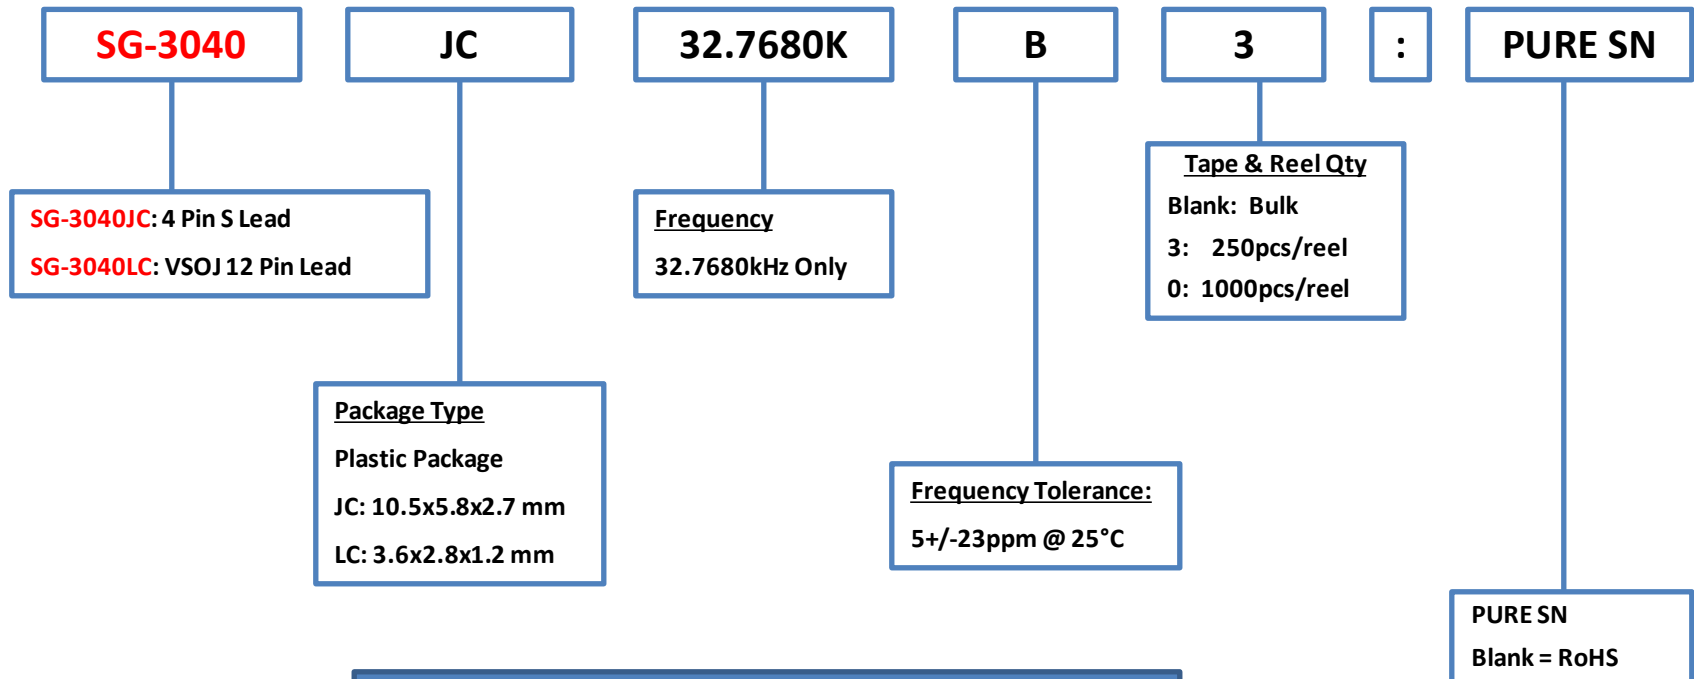 SG-3040 JC 32.7680K B 3 : PURE SN
SG-3040JC: 4 Pin S Lead
SG-3040LC: VSOJ 12 Pin Lead
Frequency
32.7680kHz Only
Tape & Reel Qty
Blank: Bulk
3: 250pcs/reel
0: 1000pcs/reel
Package Type
Plastic Package
JC: 10.5x5.8x2.7 mm
LC: 3.6x2.8x1.2 mm
Frequency Tolerance:
5+/-23ppm @ 25°C
PURE SN
Blank = RoHS